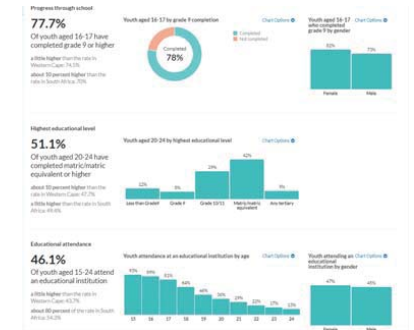 Progress through school
77.7%
Of youth aged 16-17 have
completed grade 9 or higher
a little higher than the rate in
Western Cape: 74.5%
about 10 percent higher than the
rate in South Africa: 70%
Youth aged 16-17 by grade 9 completion
Chart Options
Completed
Not completed
Completed
78%
Youth aged 16-17
who completed
grade 9 by gender
Chart Options
Female
Male
Highest educational level
51.1%
Of youth aged 20-24 have
completed matric/matric
equivalent or higher
about 10 percent higher than the
rate in Western Cape: 47.7%
a little higher than the rate in South
Africa: 49.4%
Youth aged 20-24 by highest educational level
Chart Options
Less than Grade9
Grade 9
Grade 10/11
Matric/matric
equivalent
Any tertiary
Educational attendance
46.1%
Of youth aged 15-24 attend
an educational institution
a little higher than the rate in
Western Cape: 43.7%
about 80 percent of the rate in South
Youth attendance at an educational institution by age
Chart Options
15 16 17 18 19 20 21 22 23 24
Youth attending an
educational
institution by gender
Chart Options
47%
Female
Male